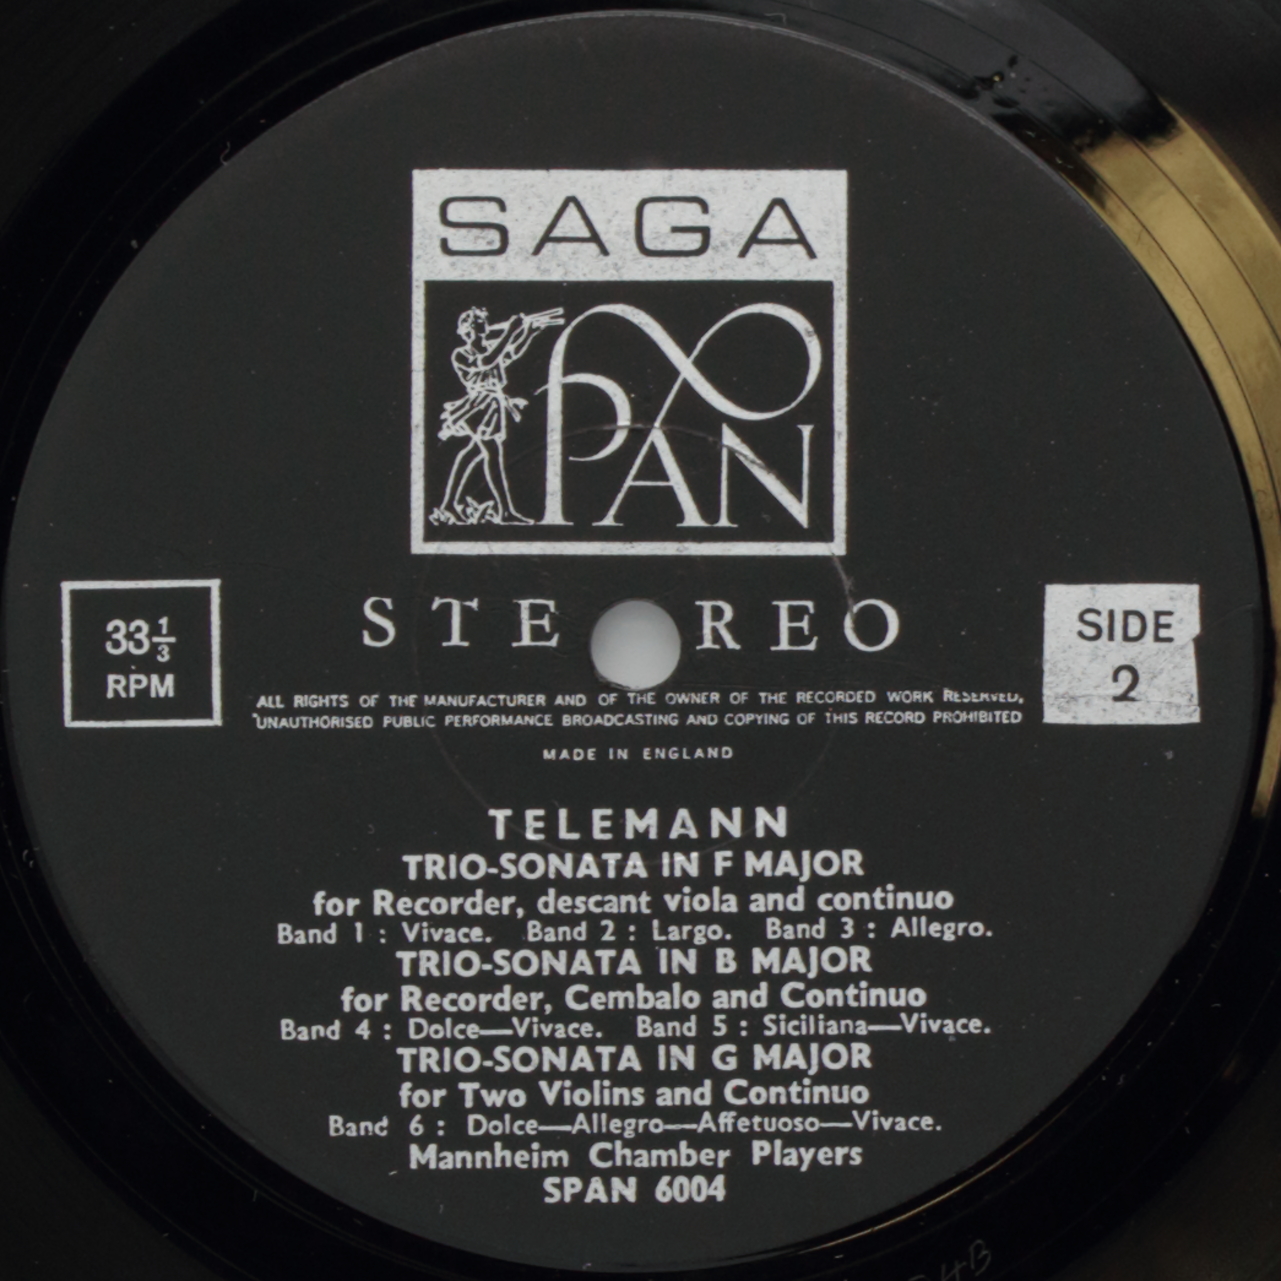 SAGA
PAN
STEREO
33⅓
RPM
SIDE
2
ALL RIGHTS OF THE MANUFACTURER AND OF THE OWNER OF THE RECORDED WORK RESERVED,
UNAUTHORISED PUBLIC PERFORMANCE BROADCASTING AND COPYING OF THIS RECORD PROHIBITED
MADE IN ENGLAND
TELEMANN
TRIO-SONATA IN F MAJOR
for Recorder, descant viola and continuo
Band 1 : Vivace. Band 2 : Largo. Band 3 : Allegro.
TRIO-SONATA IN B MAJOR
for Recorder, Cembalo and Continuo
Band 4 : Dolce—Vivace. Band 5 : Siciliana—Vivace.
TRIO-SONATA IN G MAJOR
for Two Violins and Continuo
Band 6 : Dolce—Allegro—Affetuoso—Vivace.
Mannheim Chamber Players
SPAN 6004